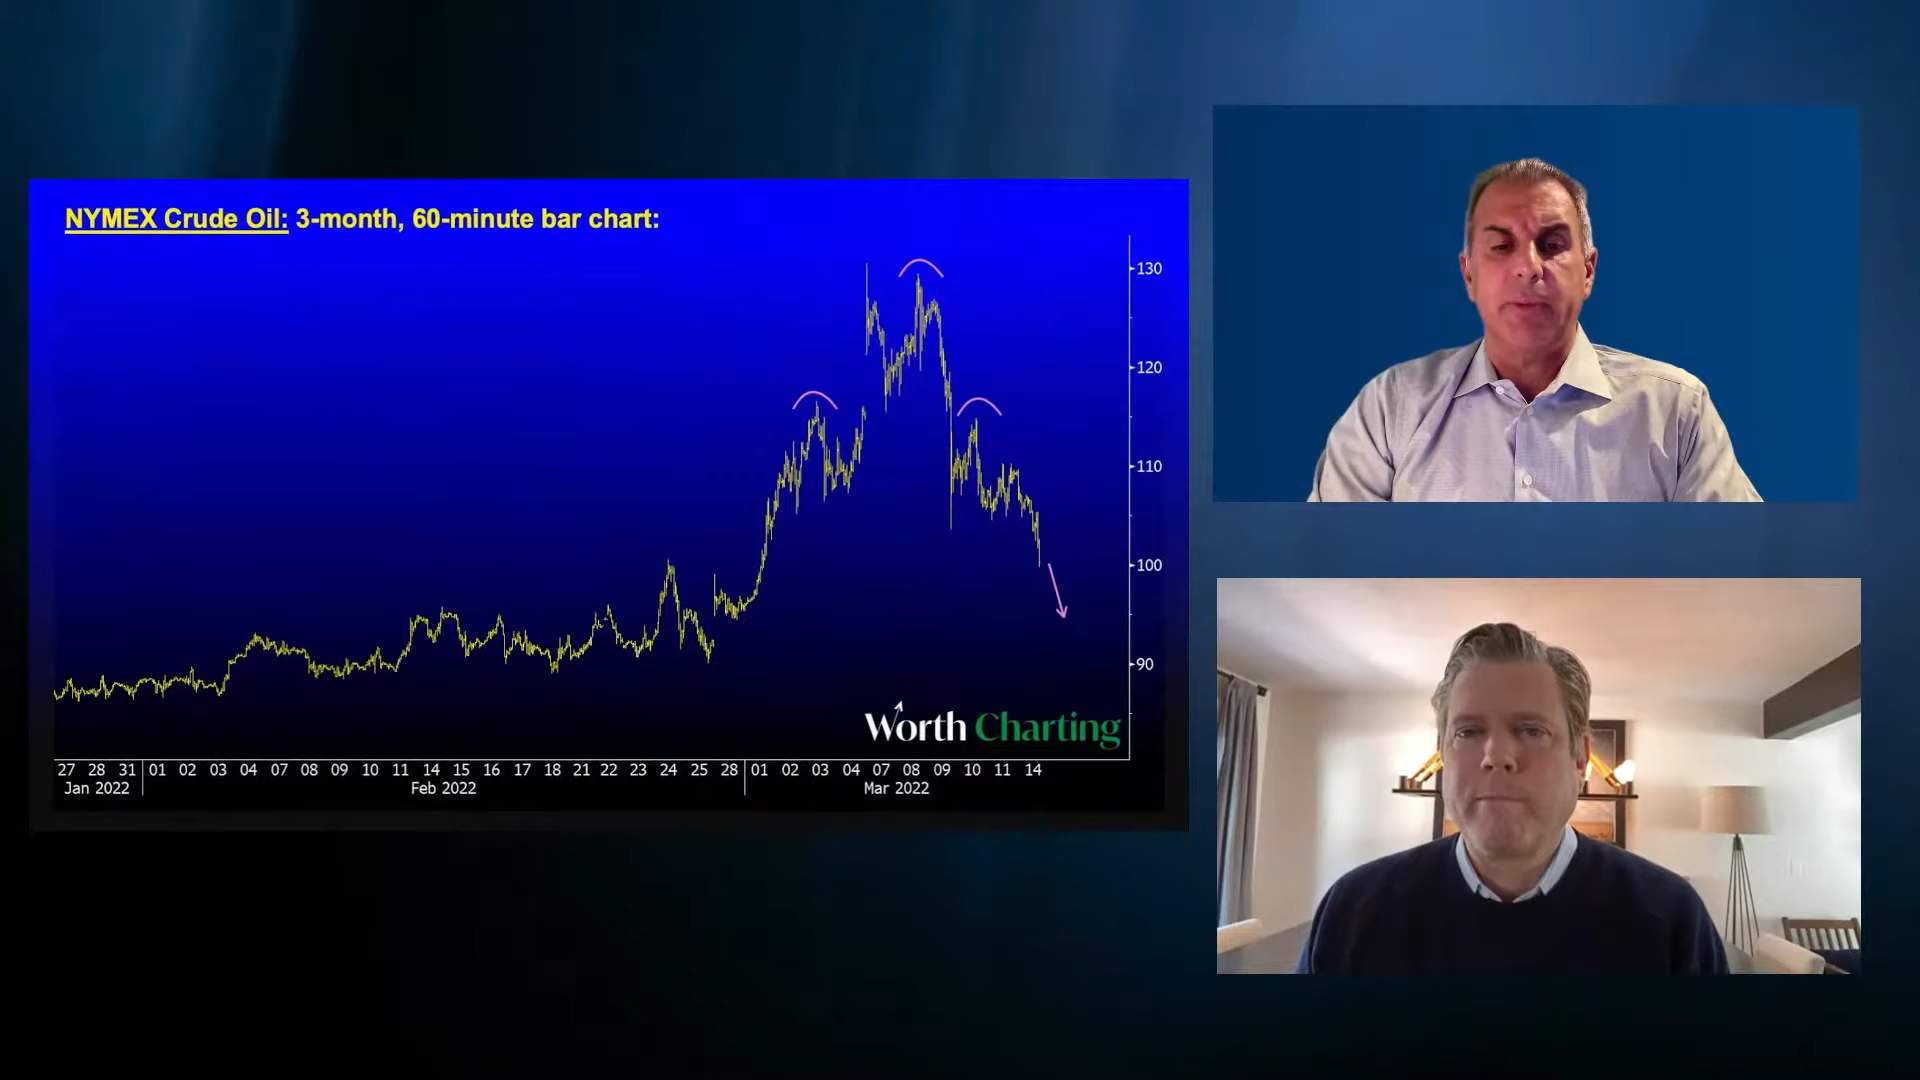 NYMEX Crude Oil: 3-month, 60-minute bar chart:
130
120
110
100
90
Worth Charting
27 28 31 01 02 03 04 07 08 09 10 11 14 15 16 17 18 21 22 23 24 25 28 01 02 03 04 07 08 09 10 11 14
Jan 2022 Feb 2022 Mar 2022